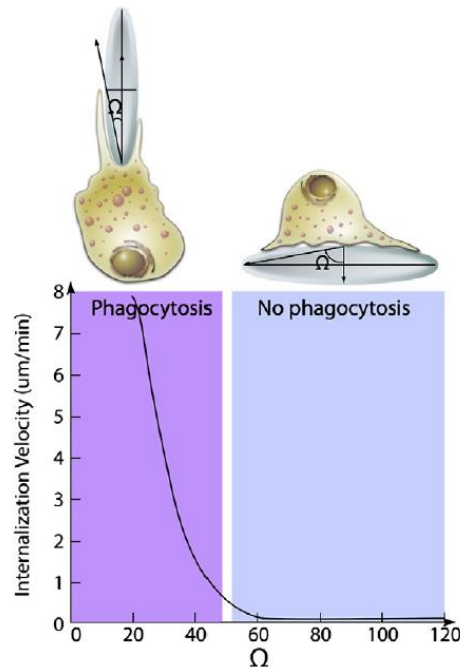 Ω
Ω
Phagocytosis
No phagocytosis
Internalization Velocity (um/min)
8
7
6
5
4
3
2
1
0
0
20
40
60
80
100
120
Ω